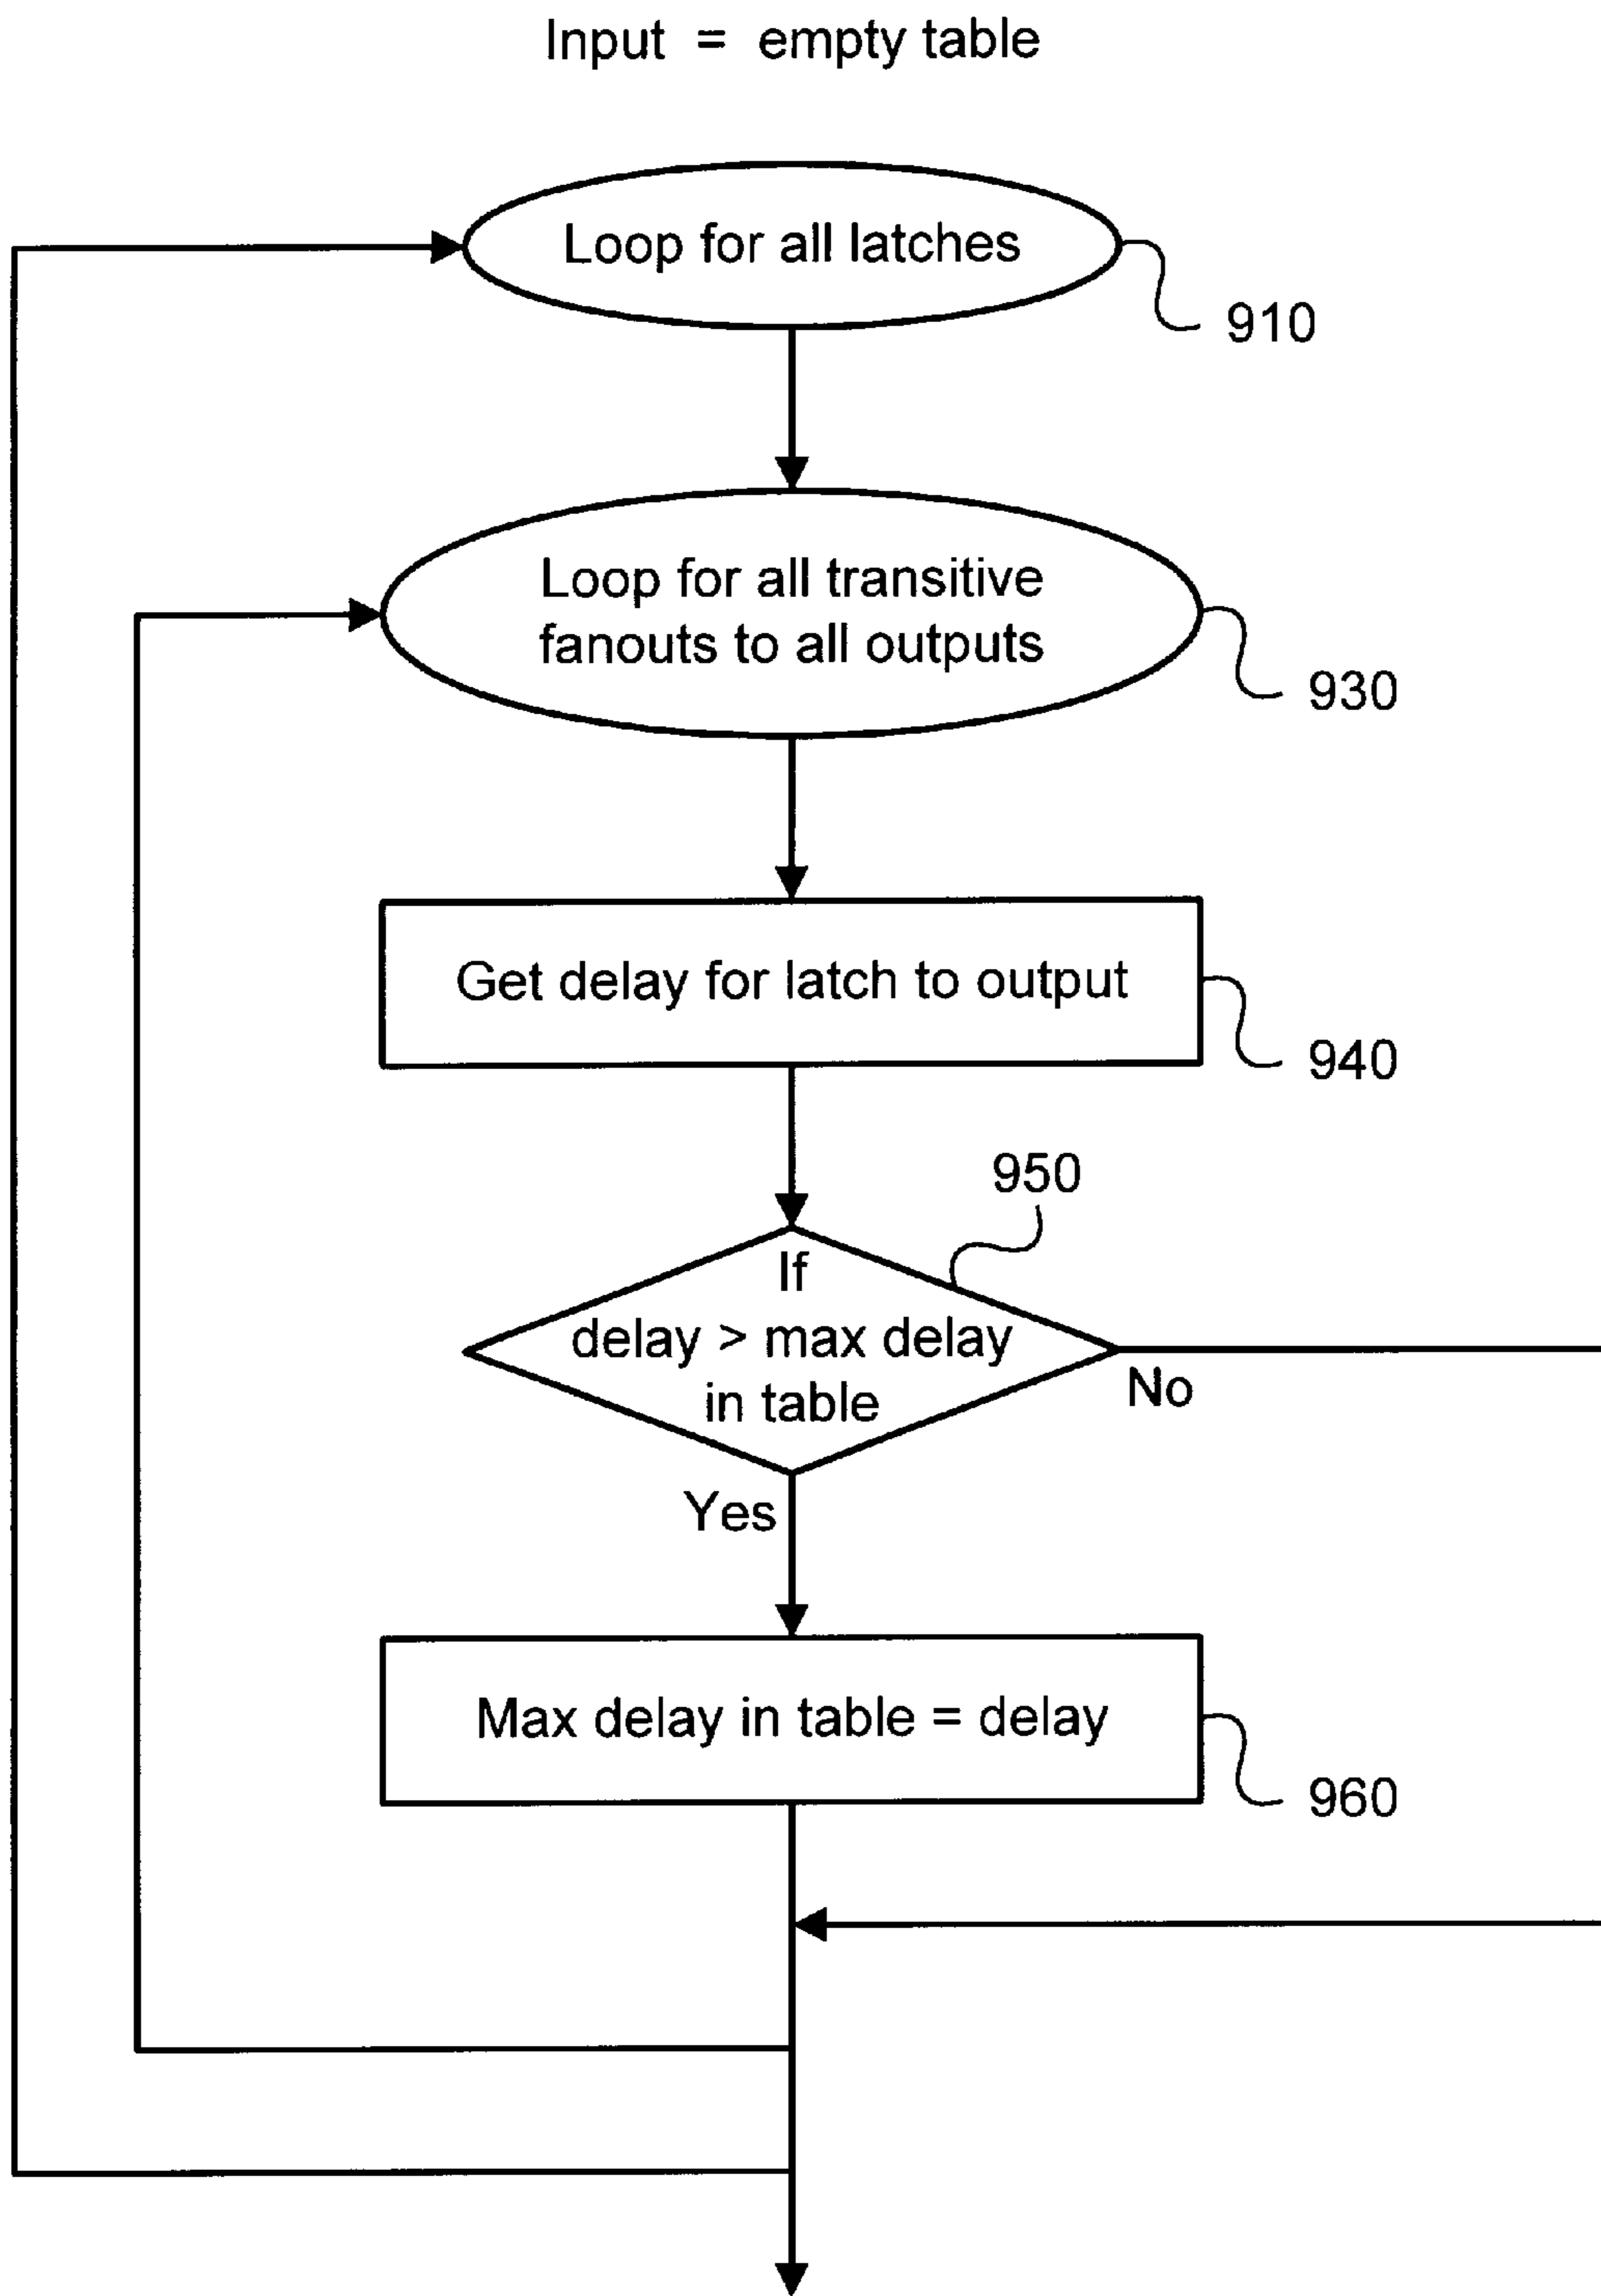 Input = empty table
Loop for all latches
910
Loop for all transitive
fanouts to all outputs
930
Get delay for latch to output
940
950
If
delay > max delay
in table
No
Yes
Max delay in table = delay
960